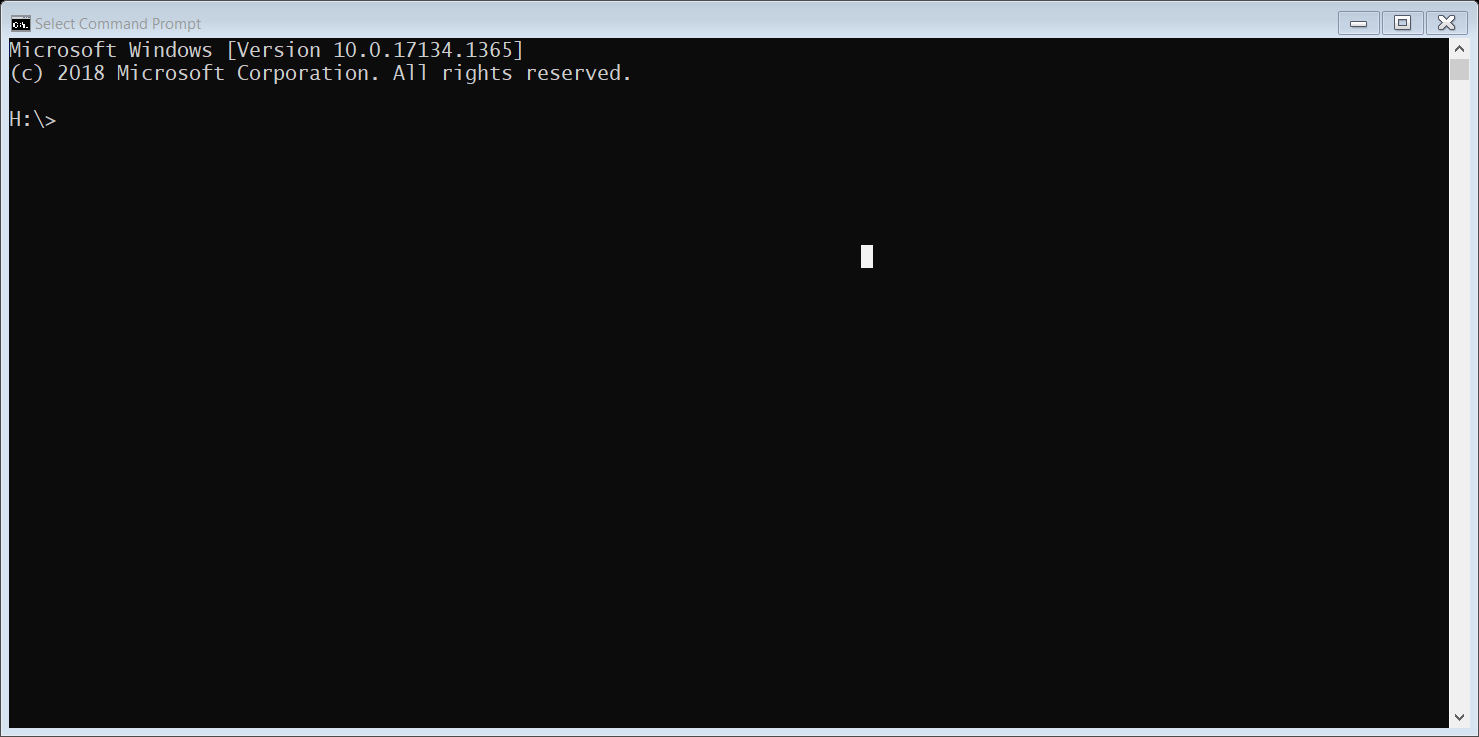 Select Command Prompt
Microsoft Windows [Version 10.0.17134.1365]
(c) 2018 Microsoft Corporation. All rights reserved.
H:\>